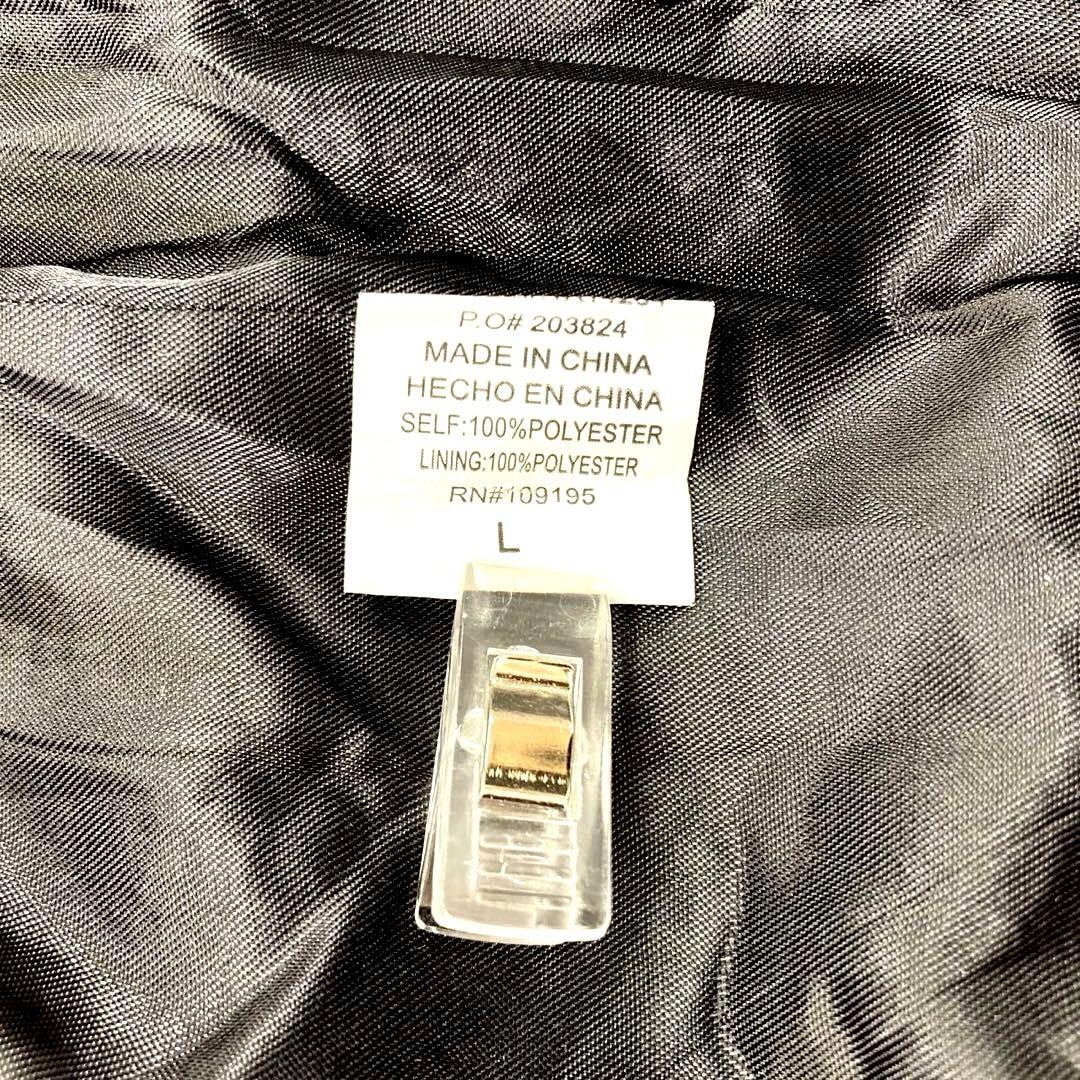 P.O# 203824
MADE IN CHINA
HECHO EN CHINA
SELF:100%POLYESTER
LINING:100%POLYESTER
RN#109195
L